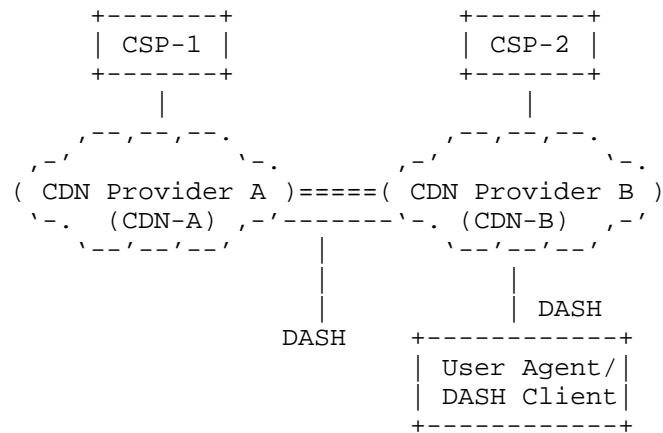 +-------+ +-------+
| CSP-1 | | CSP-2 |
+-------+ +-------+
| |
,--,--,--. ,--,--,--.
,-' `-. ,-' `-.
( CDN Provider A )=====( CDN Provider B )
`-. (CDN-A) ,-'-------`-. (CDN-B) ,-'
`--'--'--' | `--'--'--'
| |
| | DASH
DASH +------------+
| User Agent/|
| DASH Client|
+------------+